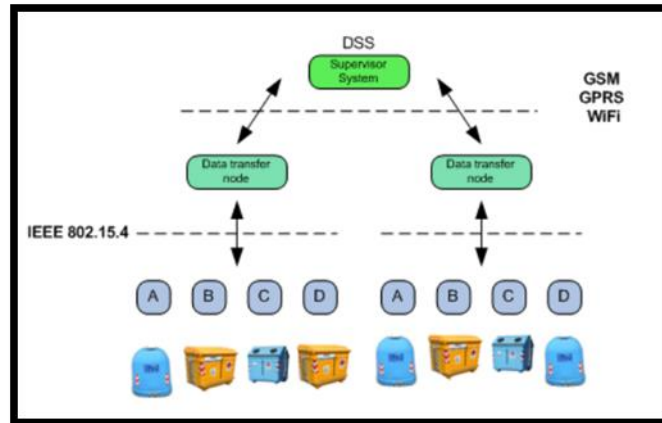 DSS
Supervisor
System
GSM
GPRS
WiFi
Data transfer
node
Data transfer
node
IEEE 802.15.4
A B C D A B C D